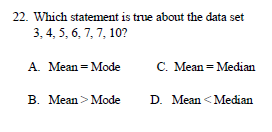 22. Which statement is true about the data set
3, 4, 5, 6, 7, 7, 10?
A. Mean = Mode C. Mean = Median
B. Mean > Mode D. Mean < Median